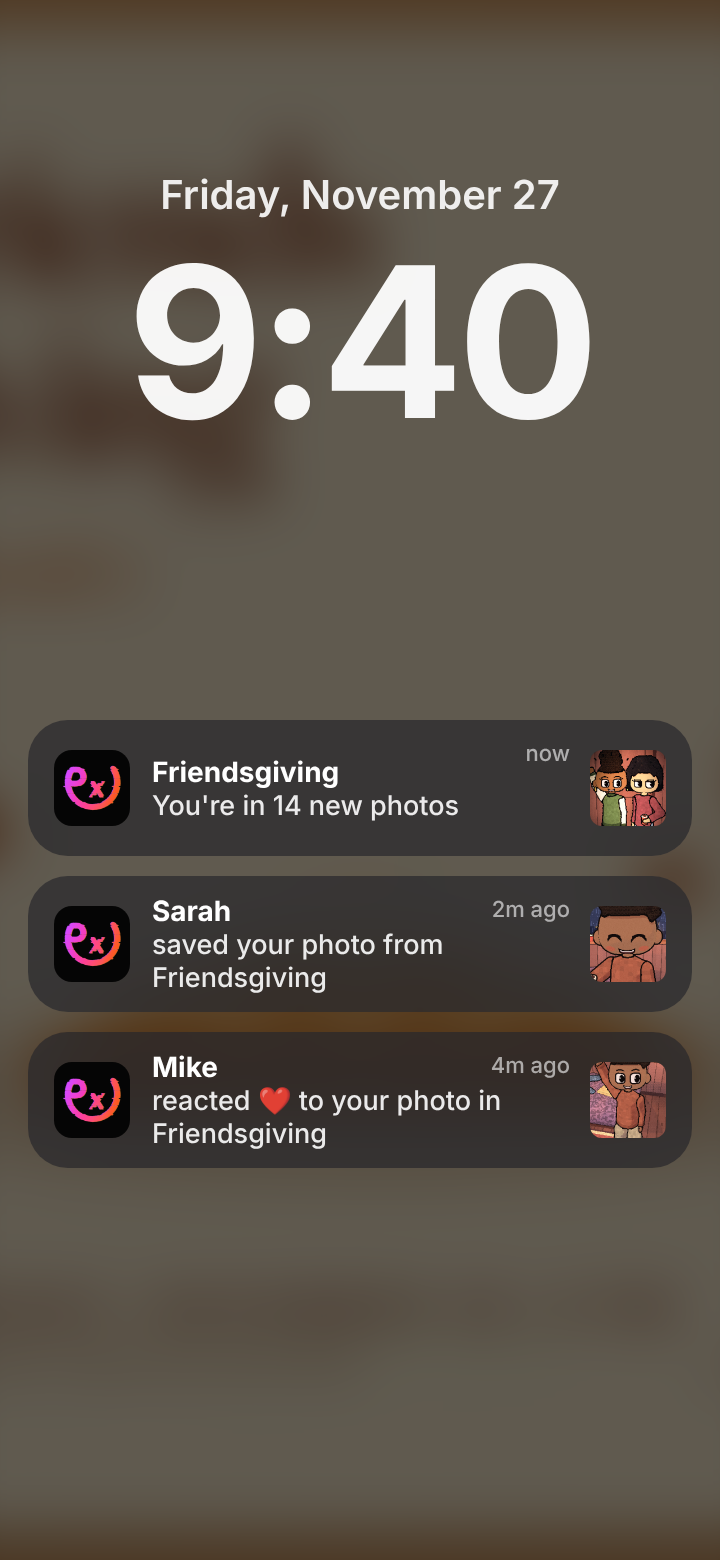 Friday, November 27
9:40
Friendsgiving
now
You're in 14 new photos
Sarah
2m ago
saved your photo from
Friendsgiving
Mike
4m ago
reacted ❤️ to your photo in
Friendsgiving